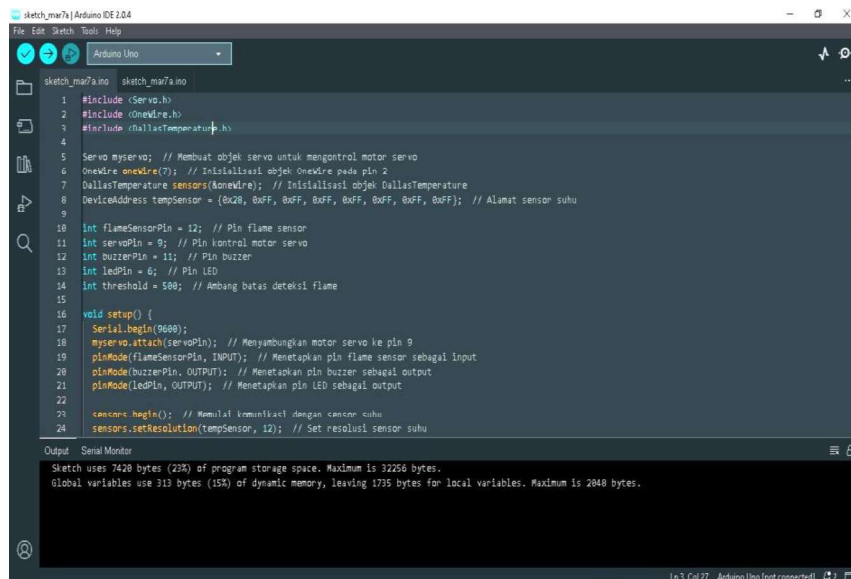 sketch_mar7a | Arduino IDE 2.0.4
File Edit Sketch Tools Help
Arduino Uno
sketch_mar7a.ino sketch_mar7a.ino
1 #include <Servo.h>
2 #include <OneWire.h>
3 #include <DallasTemperature.h>
4
5 Servo myservo; // Membuat objek servo untuk mengontrol motor servo
6 OneWire oneWire(7); // Inisialisasi objek OneWire pada pin 2
7 DallasTemperature sensors(&oneWire); // Inisialisasi objek DallasTemperature
8 DeviceAddress tempSensor = {0x28, 0xFF, 0xFF, 0xFF, 0xFF, 0xFF, 0xFF, 0xFF}; // Alamat sensor suhu
9
10 int flameSensorPin = 12; // Pin flame sensor
11 int servoPin = 9; // Pin kontrol motor servo
12 int buzzerPin = 11; // Pin buzzer
13 int ledPin = 6; // Pin LED
14 int threshold = 500; // Ambang batas deteksi flame
15
16 void setup() {
17 Serial.begin(9600);
18 myservo.attach(servoPin); // Menyambungkan motor servo ke pin 9
19 pinMode(flameSensorPin, INPUT); // Menetapkan pin flame sensor sebagai input
20 pinMode(buzzerPin, OUTPUT); // Menetapkan pin buzzer sebagai output
21 pinMode(ledPin, OUTPUT); // Menetapkan pin LED sebagai output
22
23 sensors.begin(); // Memulai komunikasi dengan sensor suhu
24 sensors.setResolution(tempSensor, 12); // Set resolusi sensor suhu
Output Serial Monitor
Sketch uses 7420 bytes (23%) of program storage space. Maximum is 32256 bytes.
Global variables use 313 bytes (15%) of dynamic memory, leaving 1735 bytes for local variables. Maximum is 2048 bytes.
Ln 3, Col 27 Arduino Uno [not connected] 2